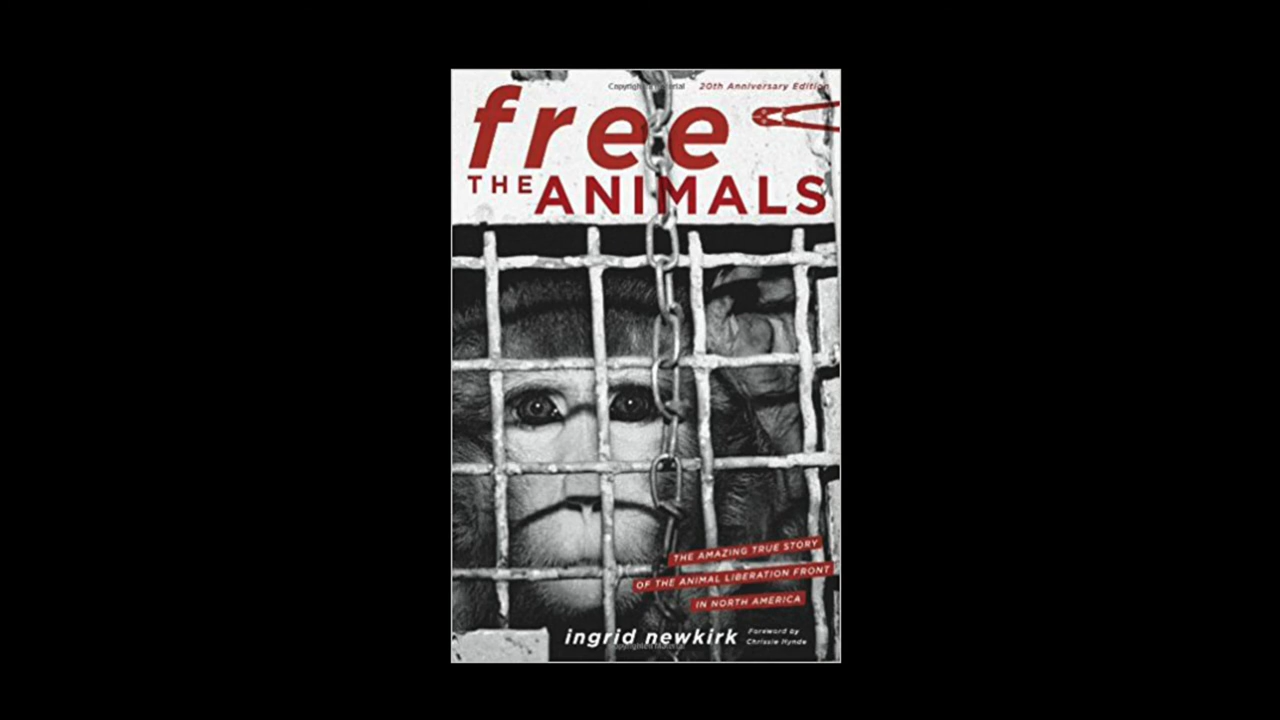 20th Anniversary Edition
free
THE ANIMALS
THE AMAZING TRUE STORY
OF THE ANIMAL LIBERATION FRONT
IN NORTH AMERICA
ingrid newkirk
Foreword by
Chrissie Hynde